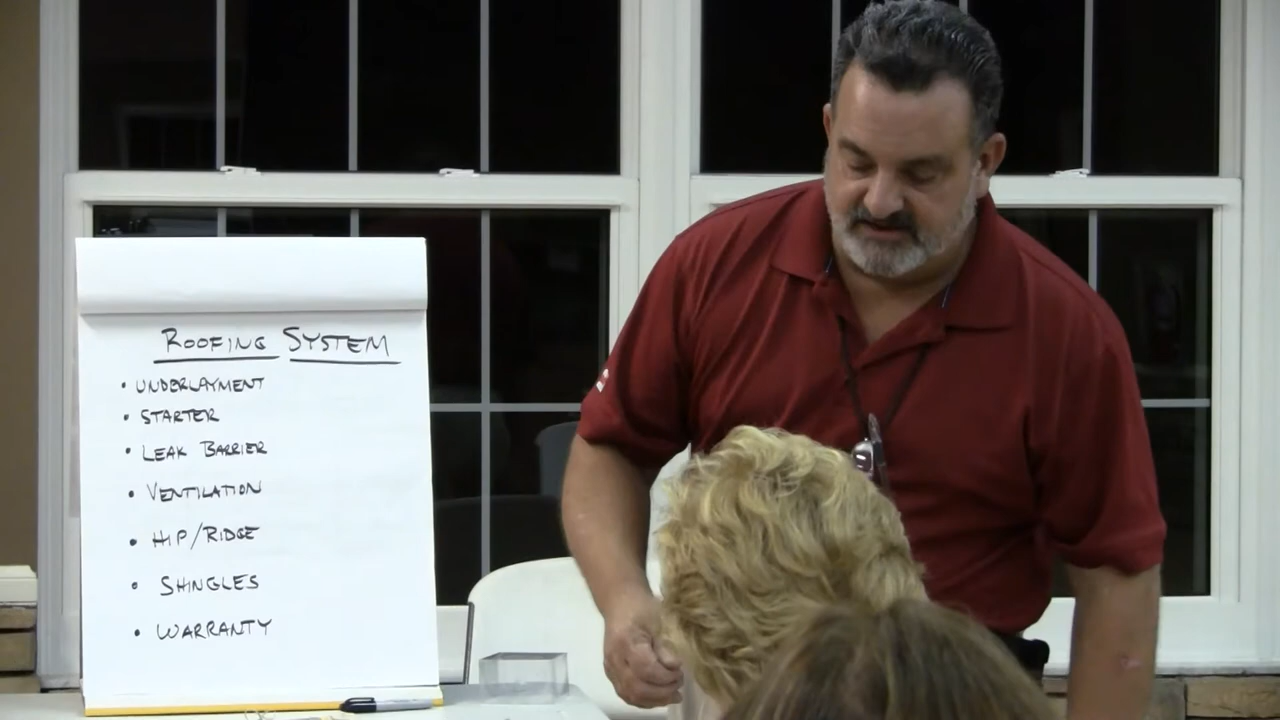 ROOFING SYSTEM
• UNDERLAYMENT
• STARTER
• LEAK BARRIER
• VENTILATION
• HIP/RIDGE
• SHINGLES
• WARRANTY